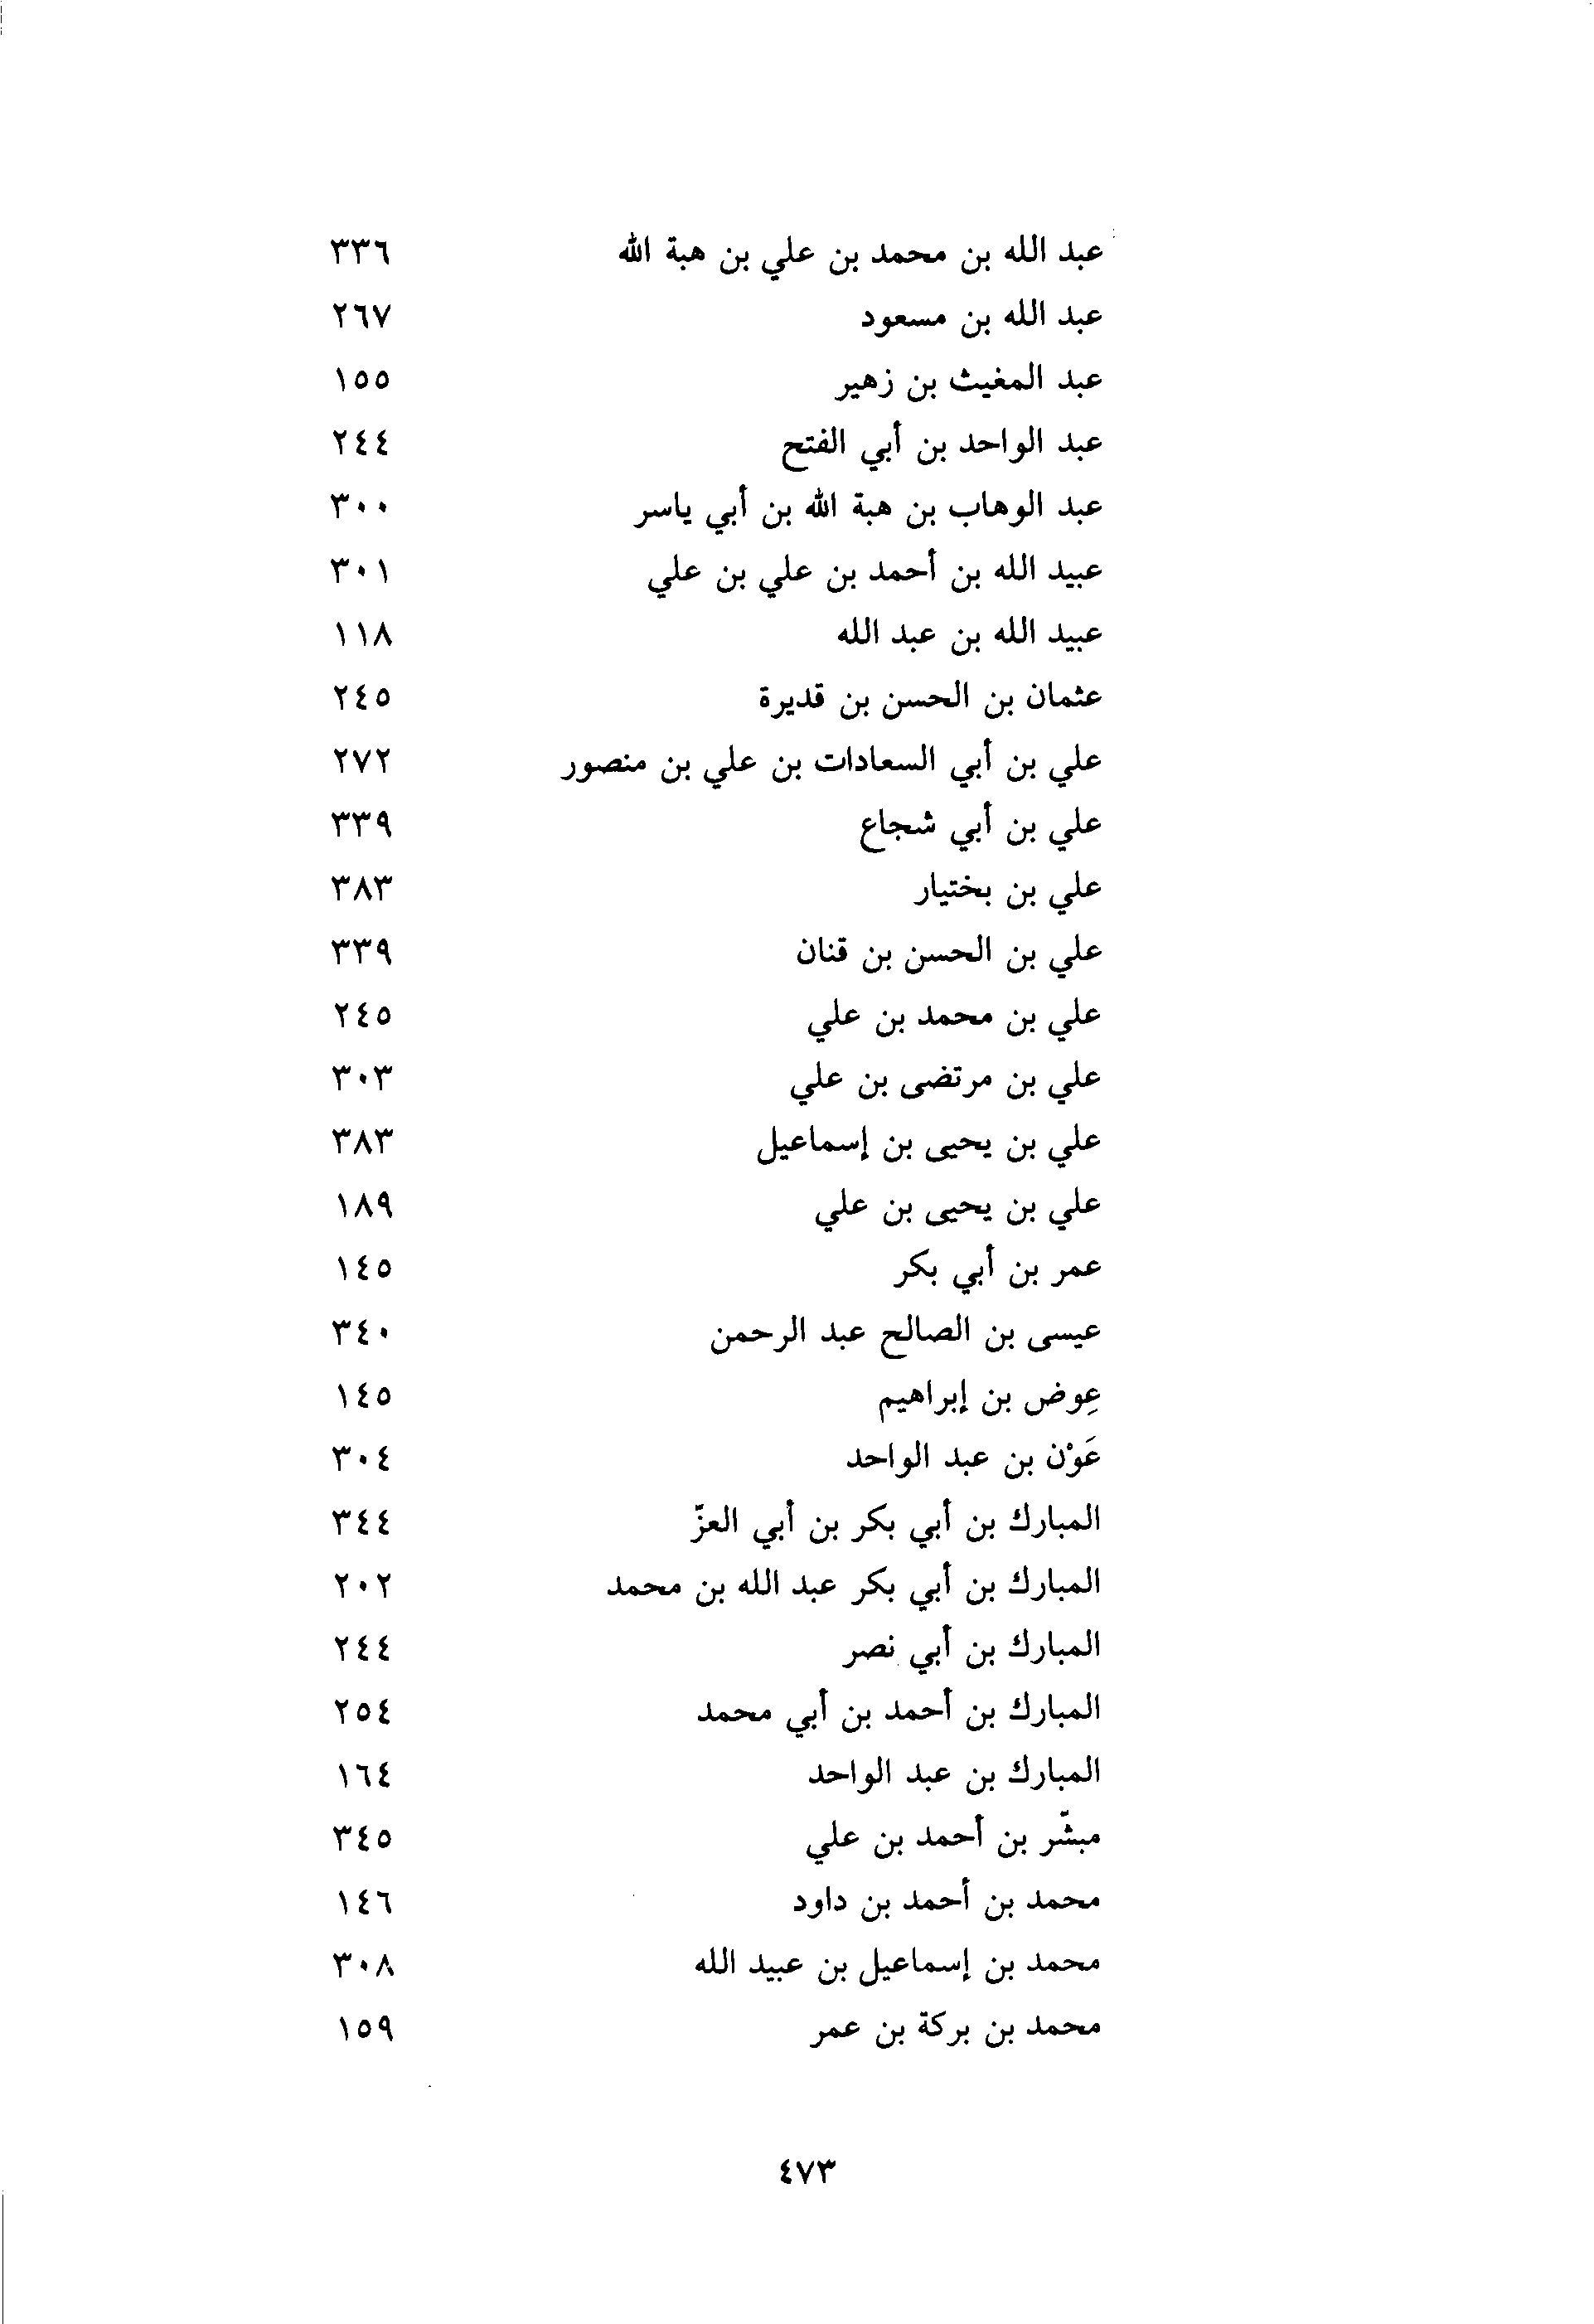 عبد الله بن محمد بن علي بن هبة الله ٣٣٦
عبد الله بن مسعود ٢٦٧
عبد المغيث بن زهير ١٥٥
عبد الواحد بن أبي الفتح ٢٤٤
عبد الوهاب بن هبة الله بن أبي ياسر ٣٠٠
عبيد الله بن أحمد بن علي بن علي ٣٠١
عبيد الله بن عبد الله ١١٨
عثمان بن الحسن بن قديرة ٢٤٥
علي بن أبي السعادات بن علي بن منصور ٢٧٢
علي بن أبي شجاع ٣٣٩
علي بن بختيار ٣٨٣
علي بن الحسن بن قنان ٣٣٩
علي بن محمد بن علي ٢٤٥
علي بن مرتضى بن علي ٣٠٣
علي بن يحيى بن إسماعيل ٣٨٣
علي بن يحيى بن علي ١٨٩
عمر بن أبي بكر ١٤٥
عيسى بن الصالح عبد الرحمن ٣٤٠
عِوض بن إبراهيم ١٤٥
عَوْن بن عبد الواحد ٣٠٤
المبارك بن أبي بكر بن أبي العزّ ٣٤٤
المبارك بن أبي بكر عبد الله بن محمد ٢٠٢
المبارك بن أبي نصر ٢٤٤
المبارك بن أحمد بن أبي محمد ٢٥٤
المبارك بن عبد الواحد ١٦٤
مبشّر بن أحمد بن علي ٣٤٥
محمد بن أحمد بن داود ١٤٦
محمد بن إسماعيل بن عبيد الله ٣٠٨
محمد بن بركة بن عمر ١٥٩
٤٧٣